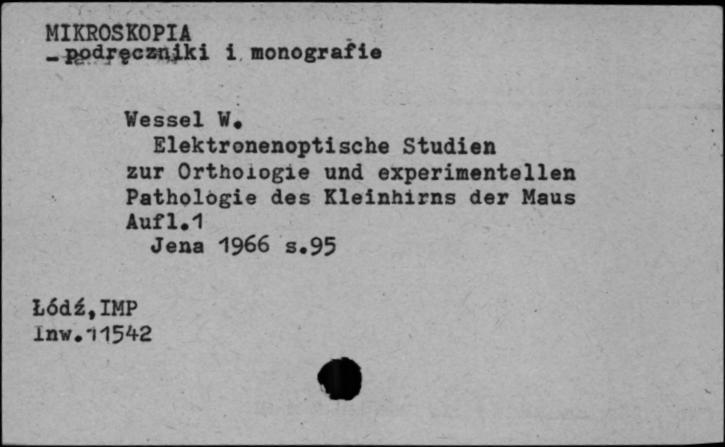 MIKROSKOPIA
- podręczniki i monografie
Wessel W.
Elektronenoptische Studien
zur Orthologie und experimentellen
Pathologie des Kleinhirns der Maus
Aufl.1
Jena 1966 s.95
Łódź,IMP
Inw.11542